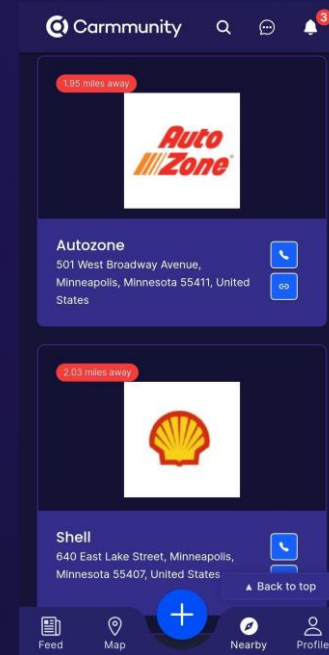 Carmmunity
3
1.95 miles away
Auto
Zone
Autozone
501 West Broadway Avenue,
Minneapolis, Minnesota 55411, United
States
2.03 miles away
Shell
640 East Lake Street, Minneapolis,
Minnesota 55407, United States
▲ Back to top
Feed
Map
Nearby
Profile